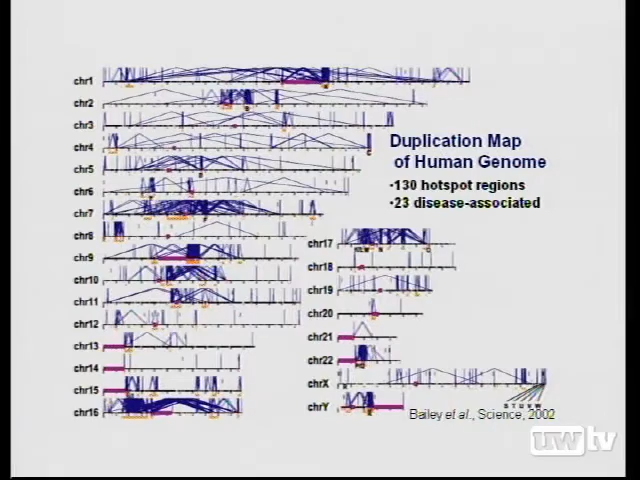 Duplication Map
of Human Genome
•130 hotspot regions
•23 disease-associated
chr1
chr2
chr3
chr4
chr5
chr6
chr7
chr8
chr9
chr10
chr11
chr12
chr13
chr14
chr15
chr16
chr17
chr18
chr19
chr20
chr21
chr22
chrX
chrY
S T U V W
Bailey et al., Science, 2002
uwtv